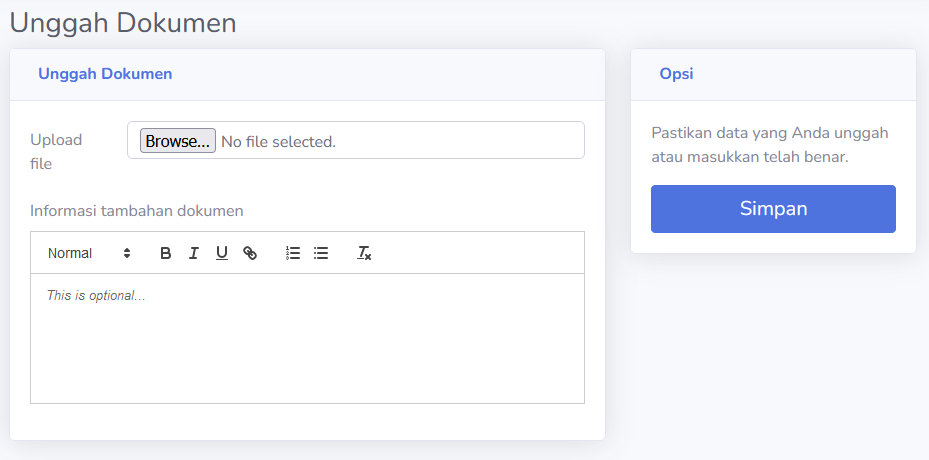 Unggah Dokumen
Unggah Dokumen
Upload
file
Browse... No file selected.
Informasi tambahan dokumen
Normal B I U
This is optional...
Opsi
Pastikan data yang Anda unggah
atau masukkan telah benar.
Simpan